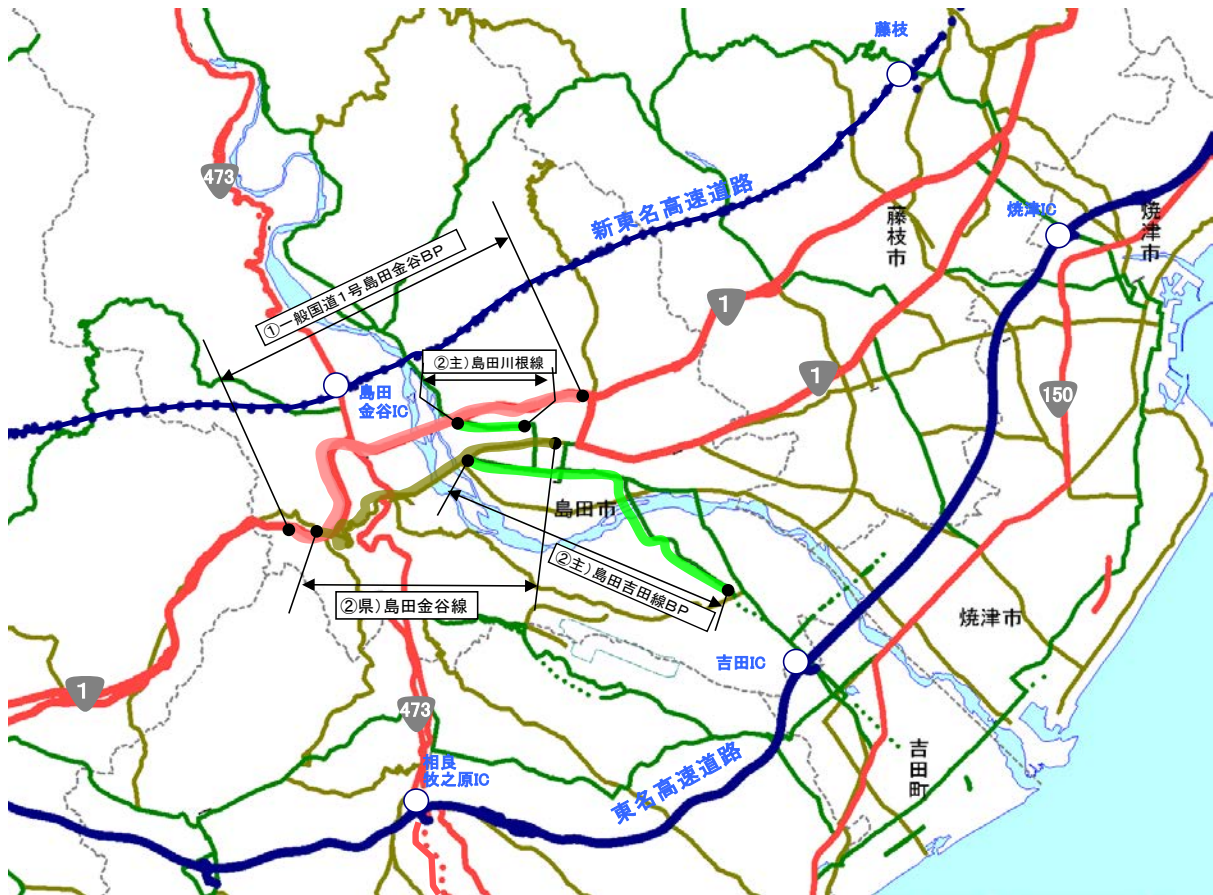 藤枝
473
新東名高速道路
焼津IC
藤枝市
焼津市
①一般国道1号島田金谷BP
1
②主）島田川根線
島田
金谷IC
1
150
島田市
②主）島田吉田線BP
②県）島田金谷線
焼津市
吉田IC
1
473
吉田町
相良
牧之原IC
東名高速道路